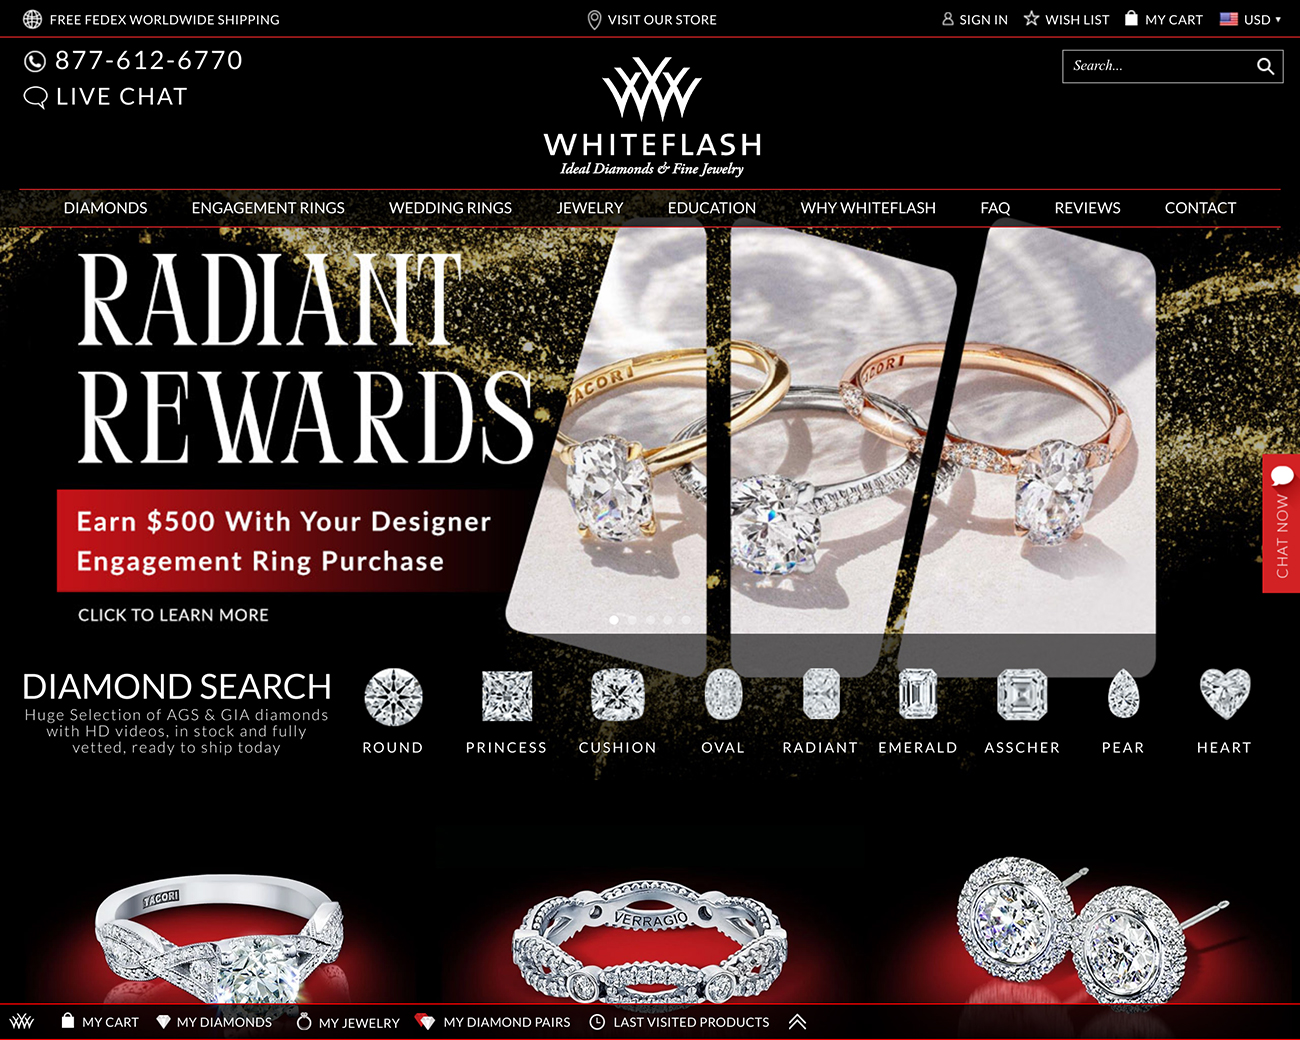 FREE FEDEX WORLDWIDE SHIPPING
VISIT OUR STORE
SIGN IN
WISH LIST
MY CART
USD
877-612-6770
LIVE CHAT
Search...
WHITEFLASH
Ideal Diamonds & Fine Jewelry
DIAMONDS
ENGAGEMENT RINGS
WEDDING RINGS
JEWELRY
EDUCATION
WHY WHITEFLASH
FAQ
REVIEWS
CONTACT
RADIANT
REWARDS
Earn $500 With Your Designer
Engagement Ring Purchase
CLICK TO LEARN MORE
TACORI
TACORI
CHAT NOW
DIAMOND SEARCH
Huge Selection of AGS & GIA diamonds
with HD videos, in stock and fully
vetted, ready to ship today
ROUND
PRINCESS
CUSHION
OVAL
RADIANT
EMERALD
ASSCHER
PEAR
HEART
TACORI
VERRAGIO
MY CART
MY DIAMONDS
MY JEWELRY
MY DIAMOND PAIRS
LAST VISITED PRODUCTS